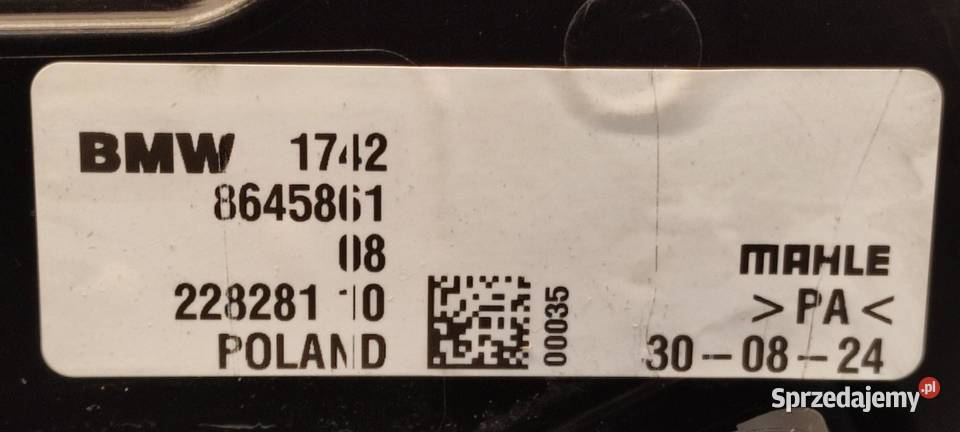 BMW 1742
8645861
08
228281 10
POLAND
00035
MAHLE
>PA<
30-08-24
Sprzedajemy.pl